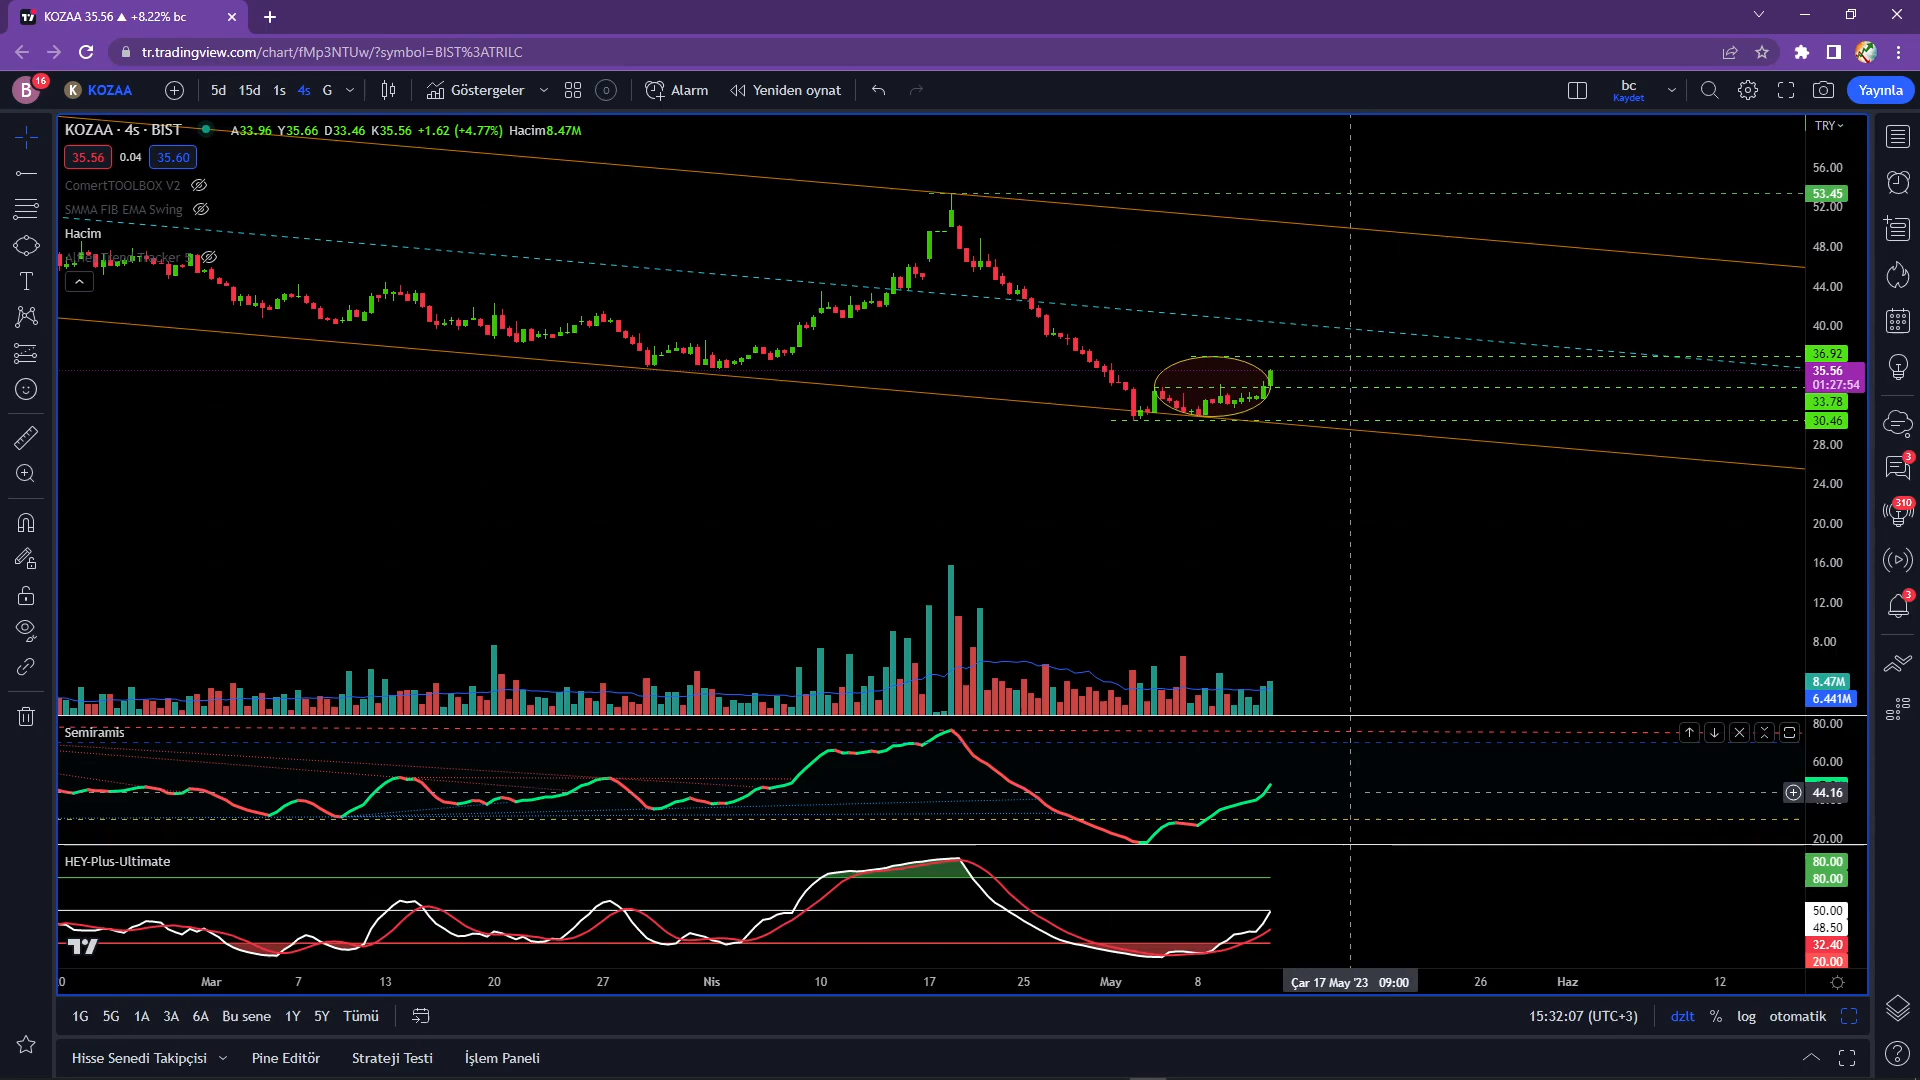 KOZAA 35.56 ▲ +8.22% bc
tr.tradingview.com/chart/fMp3NTUw/?symbol=BIST%3ATRILC
B 16 K KOZAA 5d 15d 1s 4s G Göstergeler Alarm Yeniden oynat bc Kaydet Yayınla
KOZAA · 4s · BIST A33.96 Y35.66 D33.46 K35.56 +1.62 (+4.77%) Hacim8.47M
35.56 0.04 35.60
ComertTOOLBOX V2
SMMA FIB EMA Swing
Hacim
TRY
56.00
53.45
52.00
48.00
44.00
40.00
36.92
35.56
01:27:54
33.78
30.46
28.00
24.00
20.00
16.00
12.00
8.00
8.47M
6.441M
Semiramis
80.00
60.00
44.16
20.00
HEY-Plus-Ultimate
80.00
80.00
50.00
48.50
32.40
20.00
Mar 7 13 20 27 Nis 10 17 25 May 8 Çar 17 May '23 09:00 26 Haz 12
1G 5G 1A 3A 6A Bu sene 1Y 5Y Tümü 15:32:07 (UTC+3) dzlt % log otomatik
Hisse Senedi Takipçisi Pine Editör Strateji Testi İşlem Paneli
3
310
3